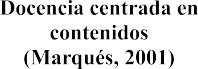 Docencia centrada en
contenidos
(Marqués, 2001)